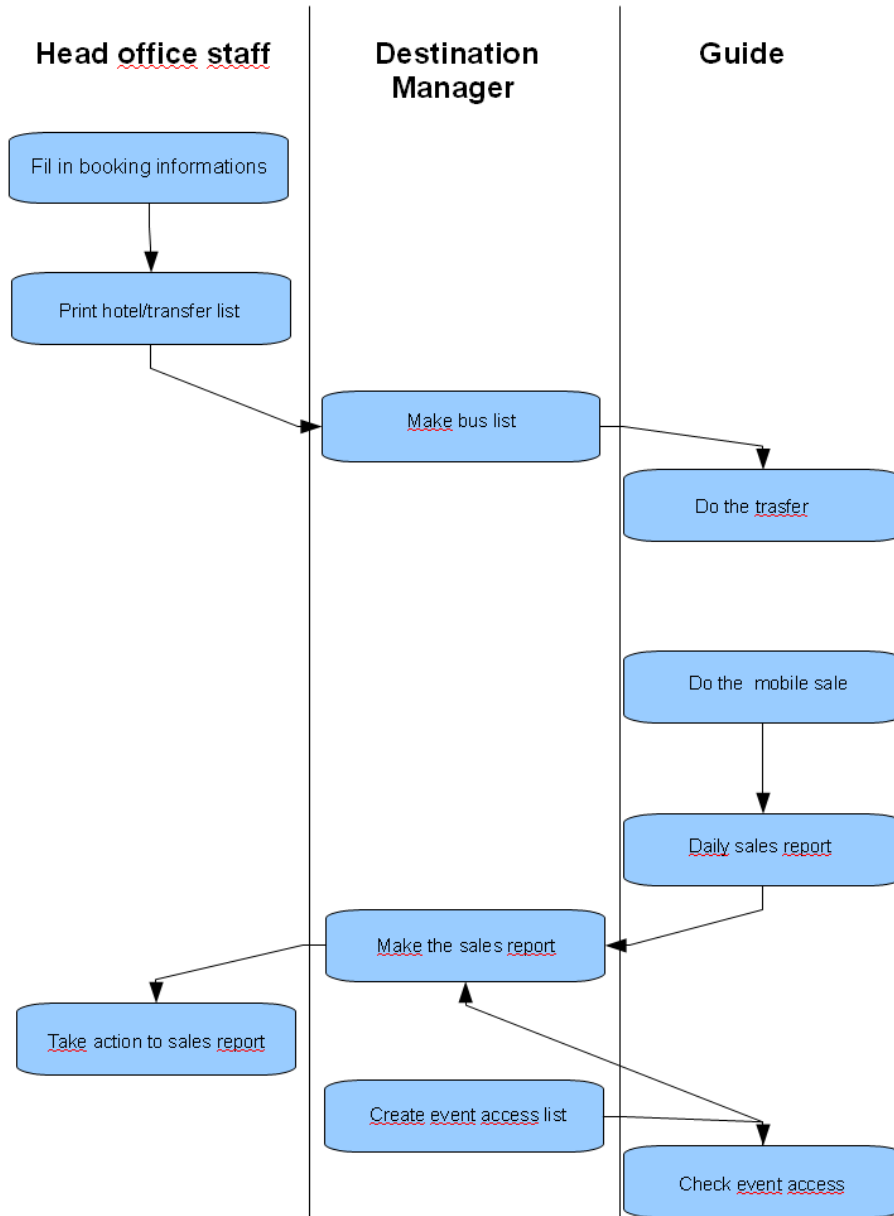 Head office staff
Destination
Manager
Guide
Fil in booking informations
Print hotel/transfer list
Make bus list
Do the trasfer
Do the  mobile sale
Daily sales report
Make the sales report
Take action to sales report
Create event access list
Check event access